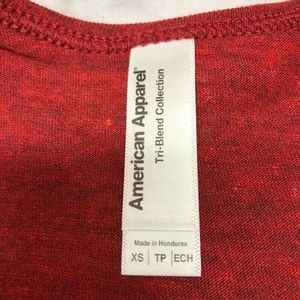 American Apparel®
Tri-Blend Collection
Made in Honduras
XS | TP | ECH